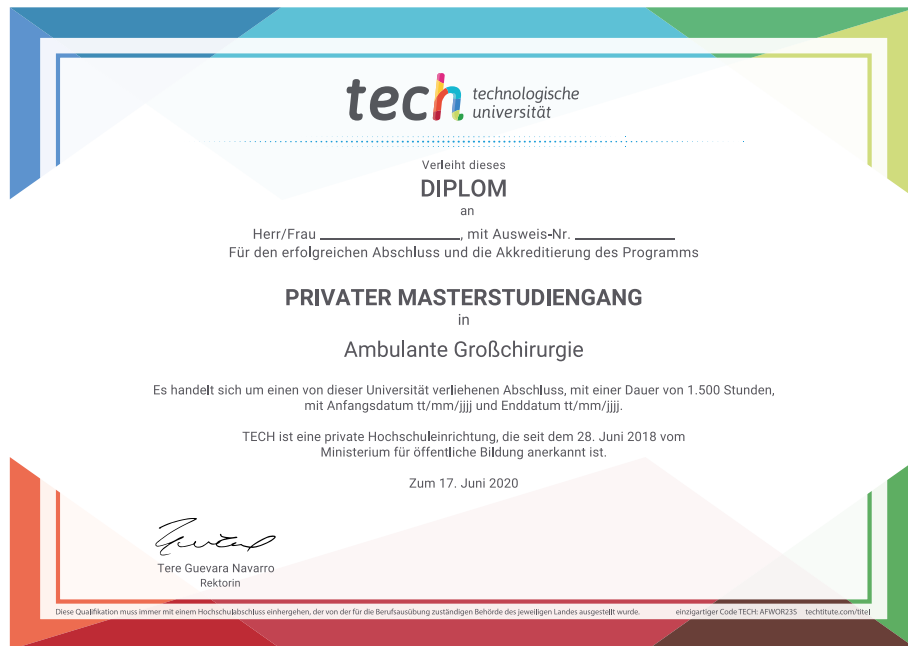 tech technologische
universität
Verleiht dieses
DIPLOM
an
Herr/Frau ____________________, mit Ausweis-Nr. ______________
Für den erfolgreichen Abschluss und die Akkreditierung des Programms
PRIVATER MASTERSTUDIENGANG
in
Ambulante Großchirurgie
Es handelt sich um einen von dieser Universität verliehenen Abschluss, mit einer Dauer von 1.500 Stunden,
mit Anfangsdatum tt/mm/jjjj und Enddatum tt/mm/jjjj.
TECH ist eine private Hochschuleinrichtung, die seit dem 28. Juni 2018 vom
Ministerium für öffentliche Bildung anerkannt ist.
Zum 17. Juni 2020
Tere Guevara Navarro
Rektorin
Diese Qualifikation muss immer mit einem Hochschulabschluss einhergehen, der von der für die Berufsausübung zuständigen Behörde des jeweiligen Landes ausgestellt wurde. einzigartiger Code TECH: AFWOR235 techtitute.com/titel